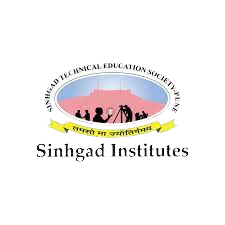 SINHGAD TECHNICAL EDUCATION SOCIETY-PUNE
तमसो मा ज्योतिर्गमय
Sinhgad Institutes